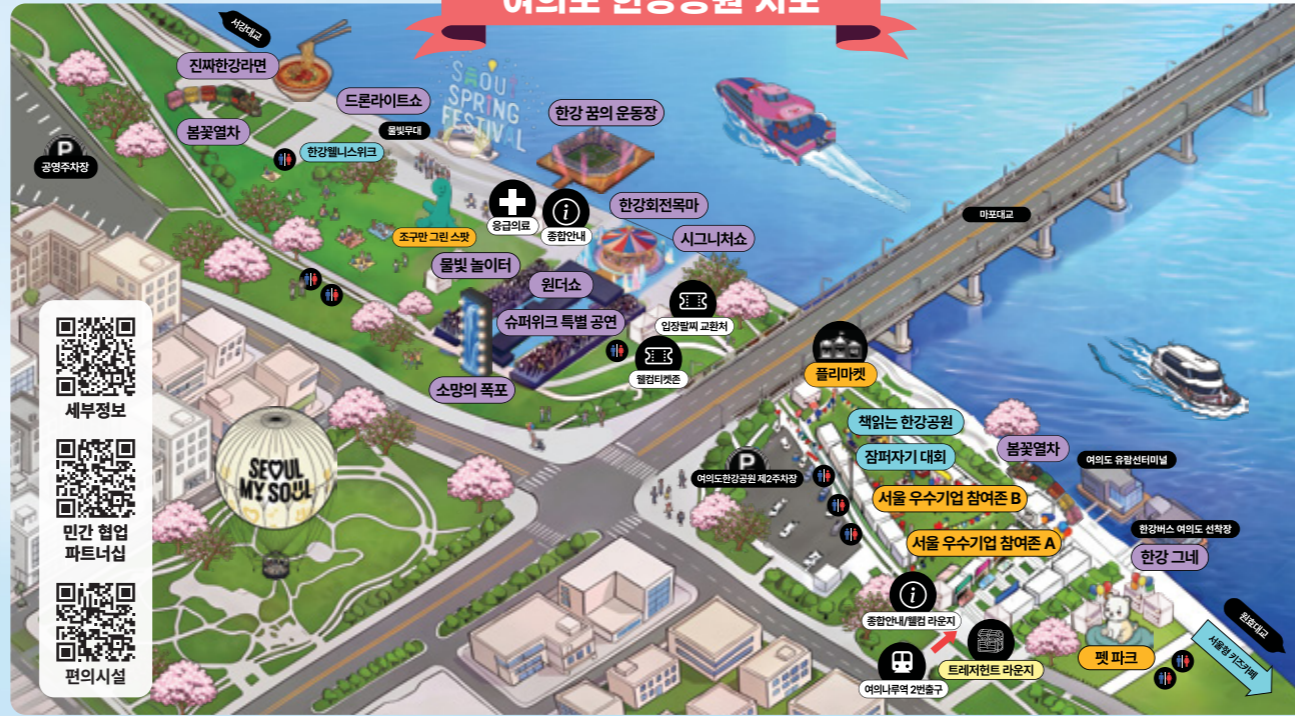 여의도 한강공원 지도
서강대교
진짜한강라면
봄꽃열차
드론라이트쇼
물빛무대
한강웰니스위크
SEOUL
SPRING
FESTIVAL
한강 꿈의 운동장
P
공영주차장
응급의료
종합안내
한강회전목마
시그니처쇼
조구만 그린 스팟
물빛 놀이터
원더쇼
슈퍼위크 특별 공연
소망의 폭포
입장팔찌 교환처
웰컴티켓존
마포대교
플리마켓
책읽는 한강공원
잠퍼자기 대회
봄꽃열차
여의도 유람선터미널
P
여의도한강공원 제2주차장
서울 우수기업 참여존 B
서울 우수기업 참여존 A
한강버스 여의도 선착장
한강 그네
종합안내/웰컴 라운지
여의나루역 2번출구
트레저헌트 라운지
펫 파크
원효대교
서울형 키즈카페
SE♡UL
MY SOUL
세부정보
민간 협업
파트너십
편의시설